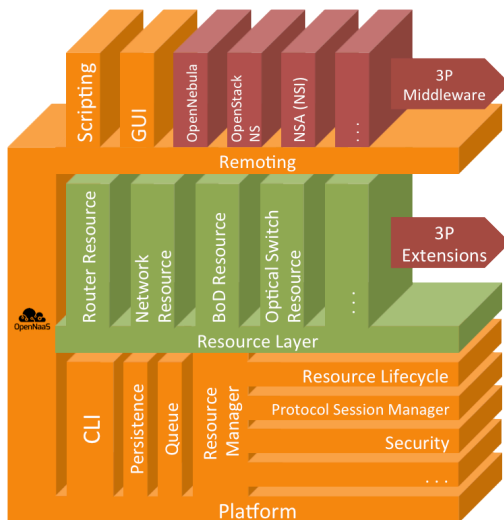 Scripting
GUI
OpenNebula
OpenStack
NS
NSA (NSI)
. . .
3P
Middleware
Remoting
Router Resource
Network
Resource
BoD Resource
Optical Switch
Resource
. . .
3P
Extensions
OpenNaaS
Resource Layer
CLI
Persistence
Queue
Resource
Manager
Resource Lifecycle
Protocol Session Manager
Security
. . .
Platform